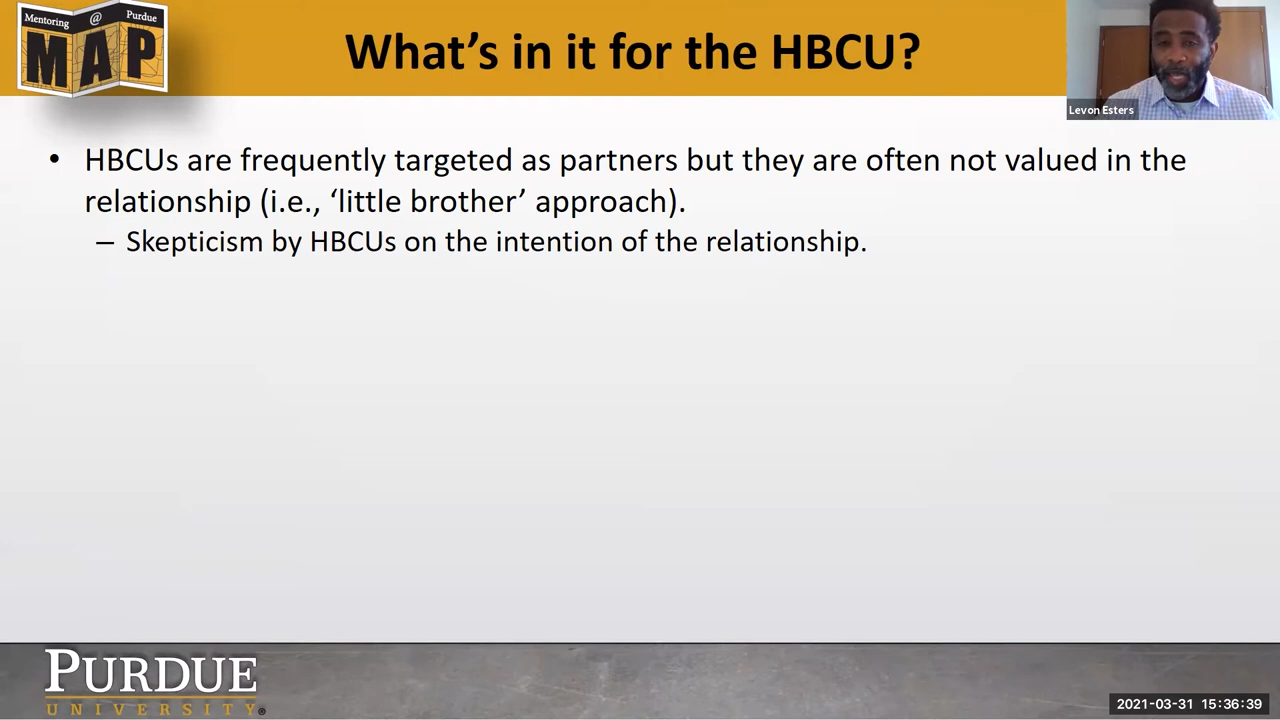 Mentoring @ Purdue
MAP
What's in it for the HBCU?
Levon Esters
• HBCUs are frequently targeted as partners but they are often not valued in the
relationship (i.e., ‘little brother’ approach).
– Skepticism by HBCUs on the intention of the relationship.
PURDUE
UNIVERSITY®
2021-03-31 15:36:39